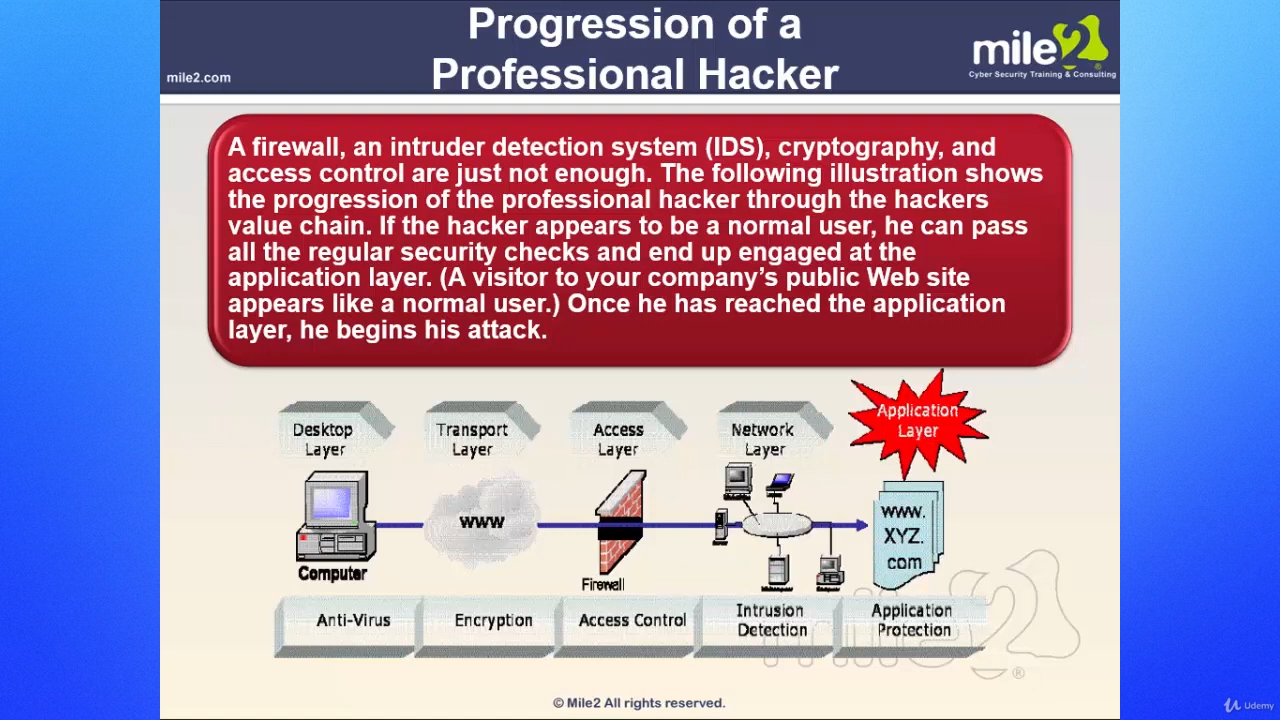 Progression of a
Professional Hacker
mile2.com
mile2
Cyber Security Training & Consulting
A firewall, an intruder detection system (IDS), cryptography, and
access control are just not enough. The following illustration shows
the progression of the professional hacker through the hackers
value chain. If the hacker appears to be a normal user, he can pass
all the regular security checks and end up engaged at the
application layer. (A visitor to your company’s public Web site
appears like a normal user.) Once he has reached the application
layer, he begins his attack.
Desktop
Layer
Transport
Layer
Access
Layer
Network
Layer
Application
Layer
www
www.
XYZ.
com
Computer
Firewall
Anti-Virus
Encryption
Access Control
Intrusion
Detection
Application
Protection
mile2
®
© Mile2 All rights reserved.
Udemy